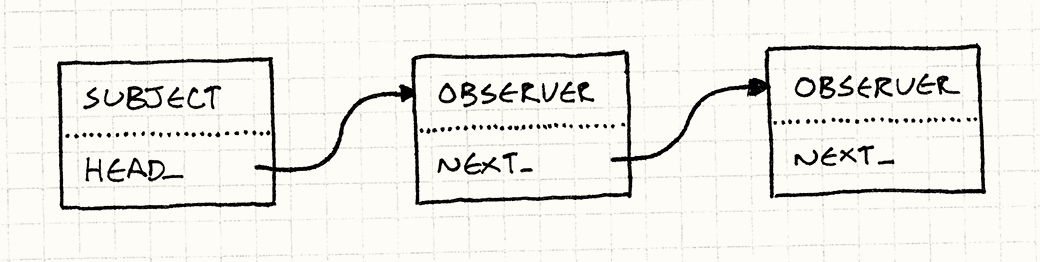 SUBJECT
HEAD_
OBSERVER
NEXT_
OBSERVER
NEXT_